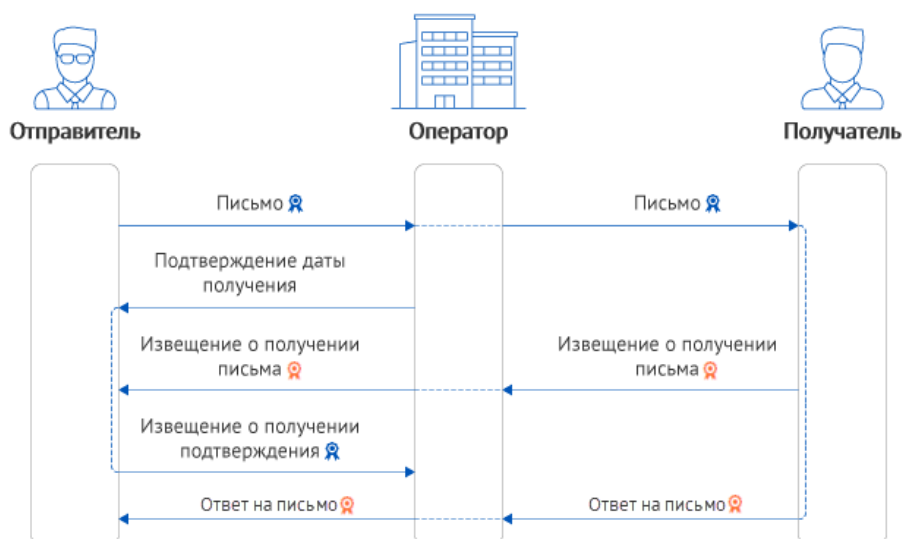 Отправитель
Оператор
Получатель
Письмо
Письмо
Подтверждение даты
получения
Извещение о получении
письма
Извещение о получении
письма
Извещение о получении
подтверждения
Ответ на письмо
Ответ на письмо